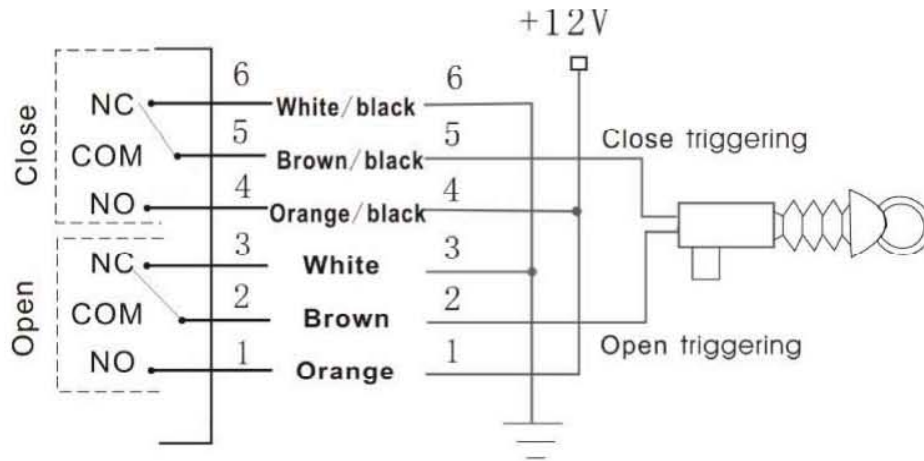 +12V
Close
NC
6
White/black
6
COM
5
Brown/black
5
Close triggering
NO
4
Orange/black
4
Open
NC
3
White
3
COM
2
Brown
2
Open triggering
NO
1
Orange
1